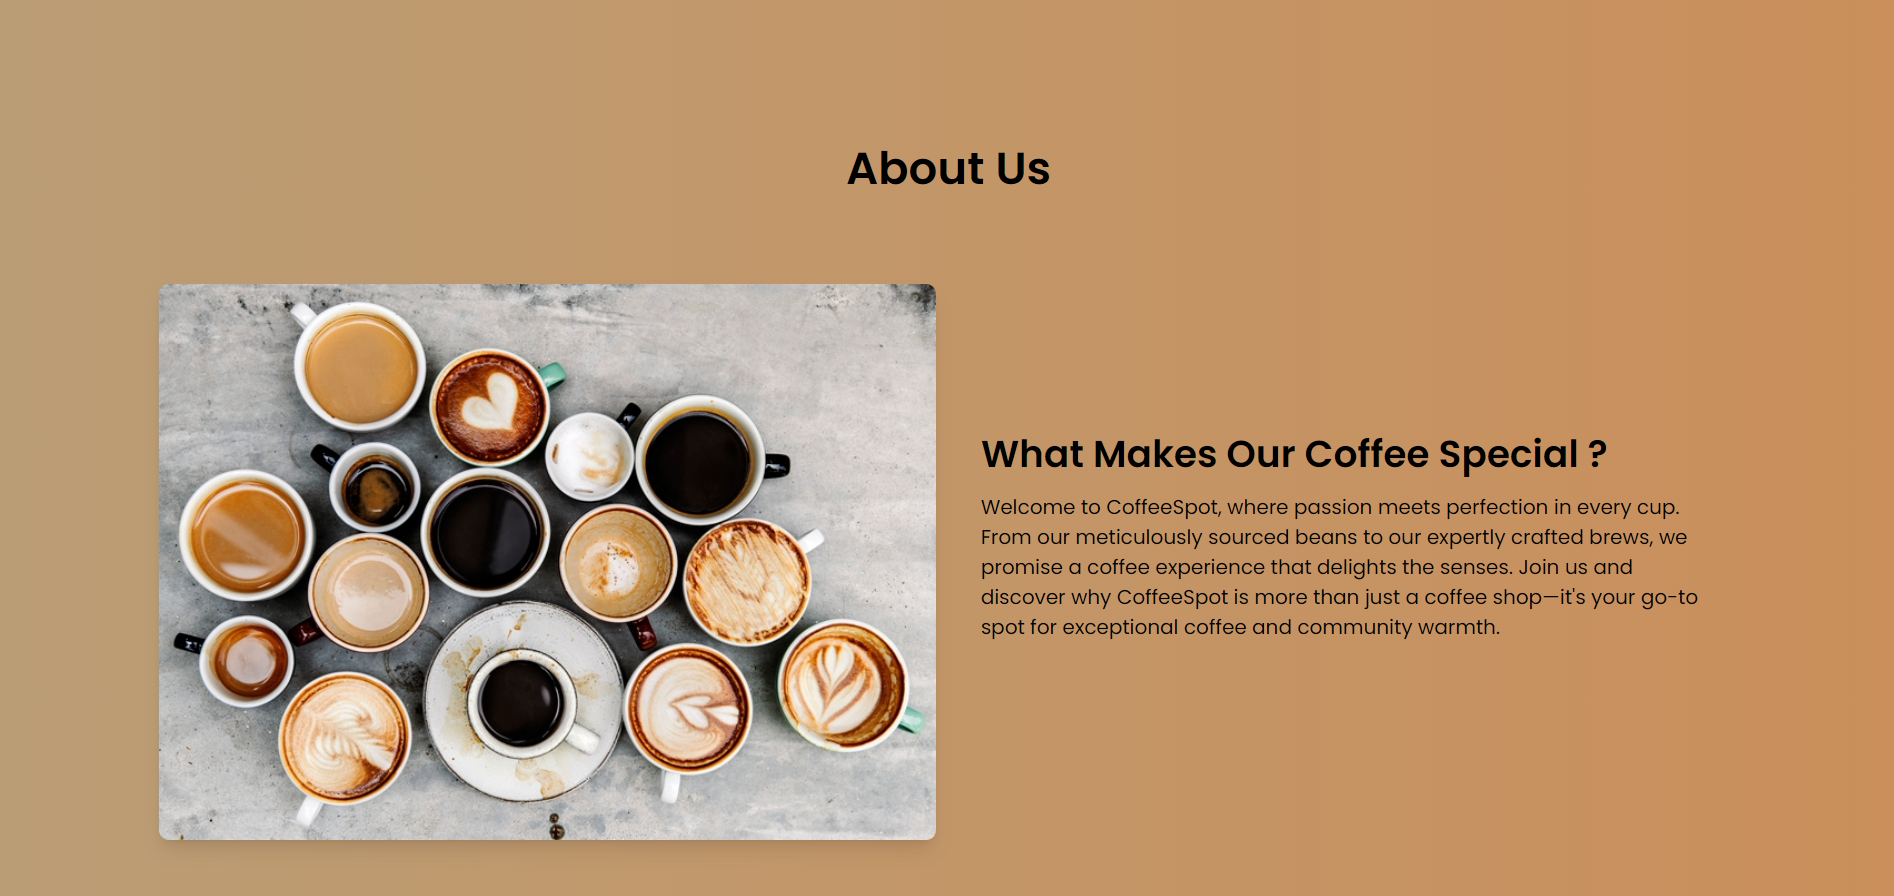 About Us
What Makes Our Coffee Special ?
Welcome to CoffeeSpot, where passion meets perfection in every cup.
From our meticulously sourced beans to our expertly crafted brews, we
promise a coffee experience that delights the senses. Join us and
discover why CoffeeSpot is more than just a coffee shop—it's your go-to
spot for exceptional coffee and community warmth.